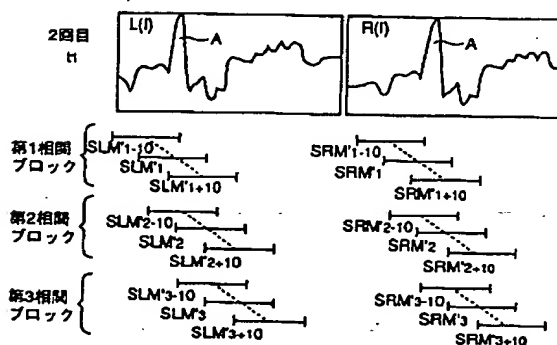 2回目
t1
L(I)
A
R(I)
A
第1相関
ブロック
SLM'1-10
SLM'1
SLM'1+10
SRM'1-10
SRM'1
SRM'1+10
第2相関
ブロック
SLM'2-10
SLM'2
SLM'2+10
SRM'2-10
SRM'2
SRM'2+10
第3相関
ブロック
SLM'3-10
SLM'3
SLM'3+10
SRM'3-10
SRM'3
SRM'3+10